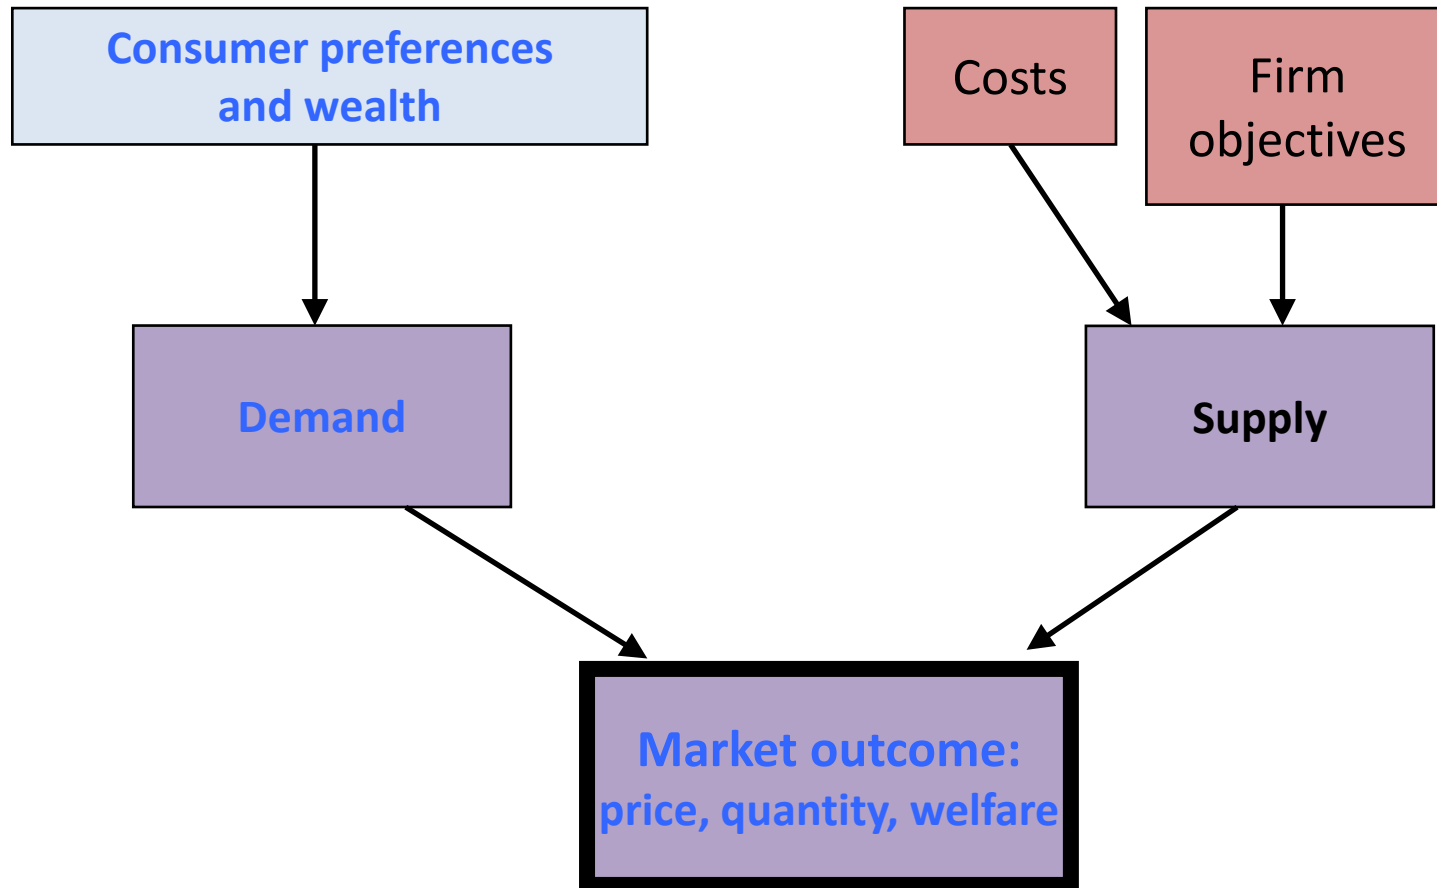 Consumer preferences
and wealth
Costs
Firm
objectives
Demand
Supply
Market outcome:
price, quantity, welfare